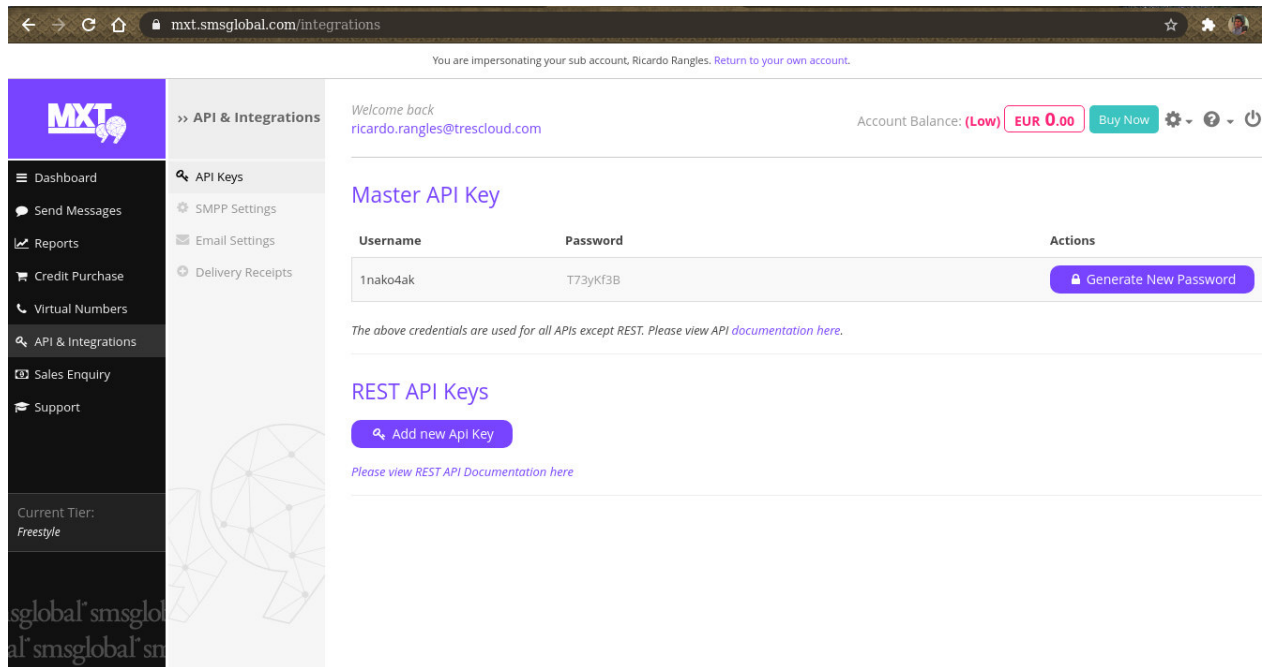 mxt.smsglobal.com/integrations
You are impersonating your sub account, Ricardo Rangles. Return to your own account.
MXT
›› API & Integrations
Welcome back
ricardo.rangles@trescloud.com
Account Balance: (Low) EUR 0.00 Buy Now
Dashboard
Send Messages
Reports
Credit Purchase
Virtual Numbers
API & Integrations
Sales Enquiry
Support
Current Tier:
Freestyle
API Keys
SMPP Settings
Email Settings
Delivery Receipts
Master API Key
Username Password Actions
1nako4ak T73yKf3B Generate New Password
The above credentials are used for all APIs except REST. Please view API documentation here.
REST API Keys
Add new Api Key
Please view REST API Documentation here
sglobal smsglo
al smsglobal sm